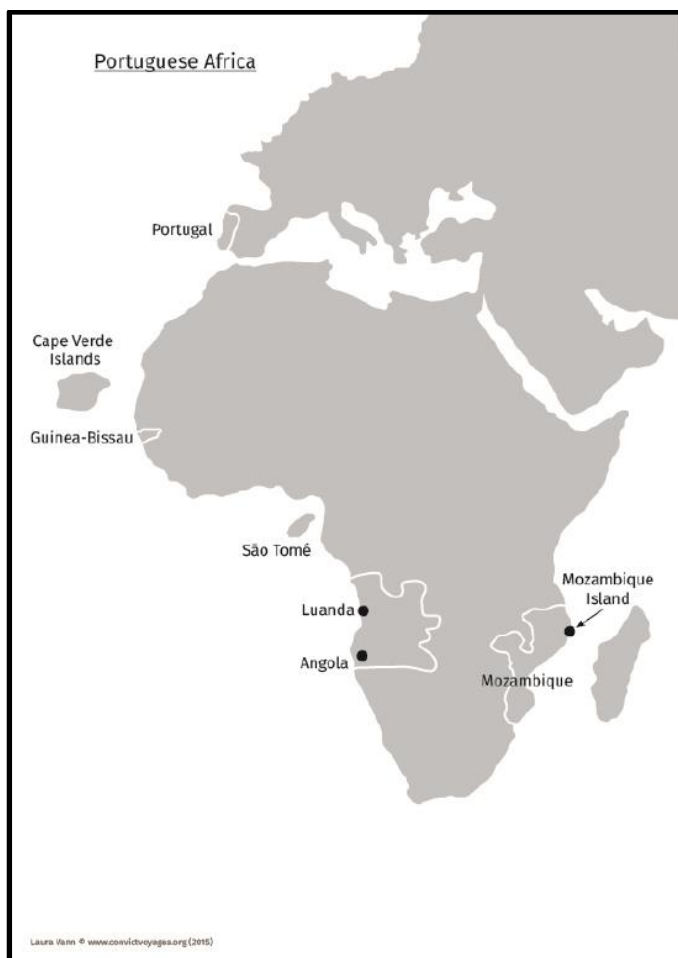 Portuguese Africa
Portugal
Cape Verde
Islands
Guinea-Bissau
São Tomé
Luanda
Angola
Mozambique
Island
Mozambique
Laura Vann © www.convictvoyages.org (2015)